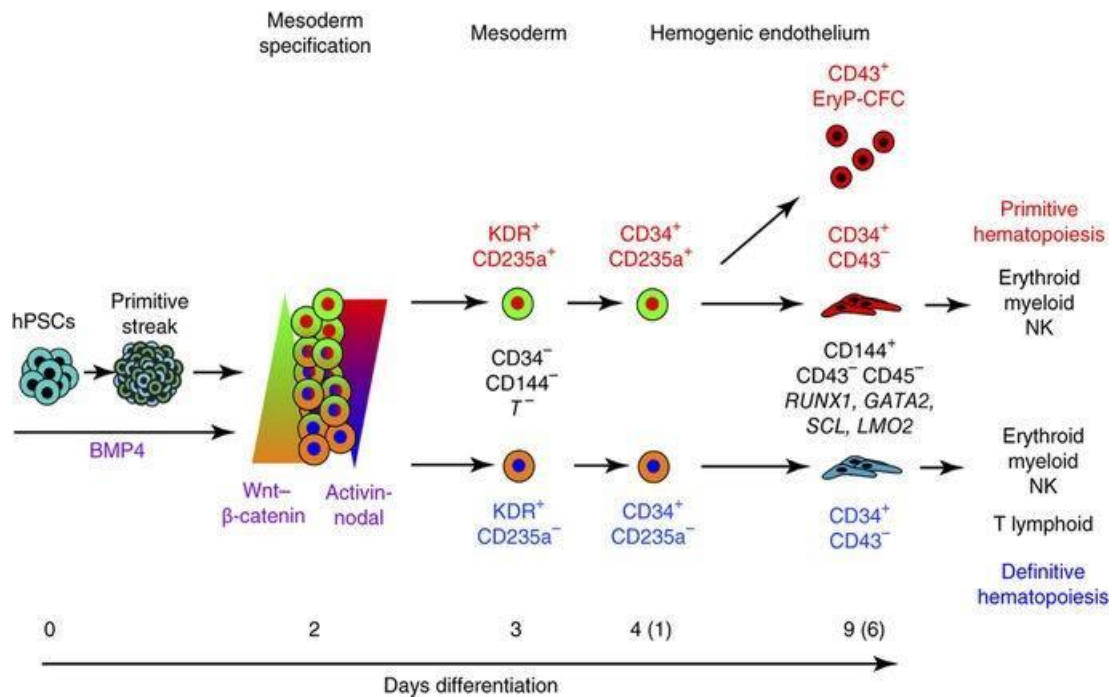 Mesoderm
specification
Mesoderm
Hemogenic endothelium
CD43⁺
EryP-CFC
KDR⁺
CD235a⁺
CD34⁺
CD235a⁺
CD34⁺
CD43⁻
Primitive
hematopoiesis
Erythroid
myeloid
NK
hPSCs
Primitive
streak
BMP4
Wnt–
β-catenin
Activin-
nodal
CD34⁻
CD144⁻
T⁻
CD144⁺
CD43⁻ CD45⁻
RUNX1, GATA2,
SCL, LMO2
KDR⁺
CD235a⁻
CD34⁺
CD235a⁻
CD34⁺
CD43⁻
Erythroid
myeloid
NK
T lymphoid
Definitive
hematopoiesis
0 2 3 4 (1) 9 (6)
Days differentiation